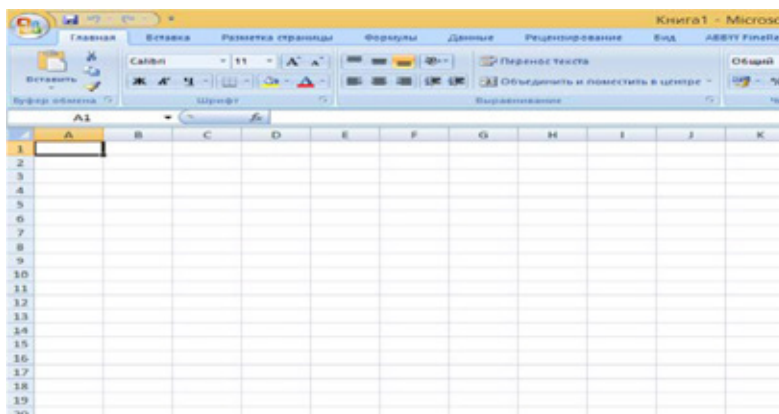 Книга1 - Microso
Главная Вставка Разметка страницы Формулы Данные Рецензирование Вид ABBYY FineRe
Calibri 11 A A Перенос текста Общий
Вставить
Ж К Ч А Объединить и поместить в центре %
Буфер обмена Шрифт Выравнивание
A1 fx
A B C D E F G H I J K
1
2
3
4
5
6
7
8
9
10
11
12
13
14
15
16
17
18
19
20